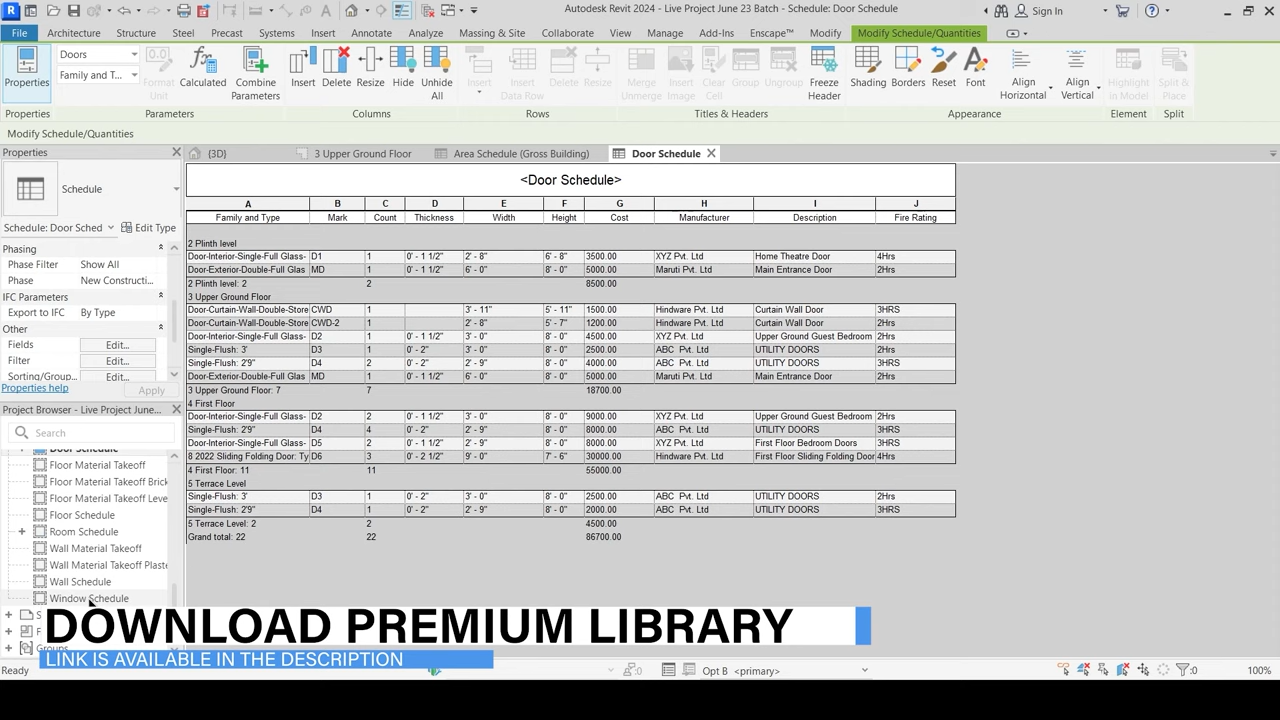 Autodesk Revit 2024 - Live Project June 23 Batch - Schedule: Door Schedule
Sign In
File Architecture Structure Steel Precast Systems Insert Annotate Analyze Massing & Site Collaborate View Manage Add-Ins Enscape™ Modify Modify Schedule/Quantities
Doors
Family and T...
Properties
Format Unit
Calculated
Combine Parameters
Insert Delete Resize Hide Unhide All
Insert
Insert Data Row
Delete Resize
Merge Unmerge
Insert Image
Clear Cell
Group Ungroup
Freeze Header
Shading Borders Reset Font
Align Horizontal
Align Vertical
Highlight in Model
Split & Place
Properties Parameters Columns Rows Titles & Headers Appearance Element Split
Modify Schedule/Quantities
Properties
{3D} 3 Upper Ground Floor Area Schedule (Gross Building) Door Schedule
Schedule
Schedule: Door Sched Edit Type
Phasing
Phase Filter Show All
Phase New Constructi...
IFC Parameters
Export to IFC By Type
Other
Fields Edit...
Filter Edit...
Sorting/Group... Edit...
Properties help Apply
Project Browser - Live Project June...
Search
Door Schedule
Floor Material Takeoff
Floor Material Takeoff Brick
Floor Material Takeoff Leve
Floor Schedule
Room Schedule
Wall Material Takeoff
Wall Material Takeoff Plaste
Wall Schedule
Window Schedule
S
F
Groups
<Door Schedule>
A B C D E F G H I J
Family and Type Mark Count Thickness Width Height Cost Manufacturer Description Fire Rating
2 Plinth level
Door-Interior-Single-Full Glass- D1 1 0' - 1 1/2" 2' - 8" 6' - 8" 3500.00 XYZ Pvt. Ltd Home Theatre Door 4Hrs
Door-Exterior-Double-Full Glas MD 1 0' - 1 1/2" 6' - 0" 8' - 0" 5000.00 Maruti Pvt. Ltd Main Entrance Door 2Hrs
2 Plinth level: 2 2 8500.00
3 Upper Ground Floor
Door-Curtain-Wall-Double-Store CWD 1 3' - 11" 5' - 11" 1500.00 Hindware Pvt. Ltd Curtain Wall Door 3HRS
Door-Curtain-Wall-Double-Store CWD-2 1 2' - 8" 5' - 7" 1200.00 Hindware Pvt. Ltd Curtain Wall Door 2Hrs
Door-Interior-Single-Full Glass- D2 1 0' - 1 1/2" 3' - 0" 8' - 0" 4500.00 XYZ Pvt. Ltd Upper Ground Guest Bedroom 2Hrs
Single-Flush: 3' D3 1 0' - 2" 3' - 0" 8' - 0" 2500.00 ABC Pvt. Ltd UTILITY DOORS 2Hrs
Single-Flush: 2'9" D4 2 0' - 2" 2' - 9" 8' - 0" 4000.00 ABC Pvt. Ltd UTILITY DOORS 3HRS
Door-Exterior-Double-Full Glas MD 1 0' - 1 1/2" 6' - 0" 8' - 0" 5000.00 Maruti Pvt. Ltd Main Entrance Door 2Hrs
3 Upper Ground Floor: 7 7 18700.00
4 First Floor
Door-Interior-Single-Full Glass- D2 2 0' - 1 1/2" 3' - 0" 8' - 0" 9000.00 XYZ Pvt. Ltd Upper Ground Guest Bedroom 2Hrs
Single-Flush: 2'9" D4 4 0' - 2" 2' - 9" 8' - 0" 8000.00 ABC Pvt. Ltd UTILITY DOORS 3HRS
Door-Interior-Single-Full Glass- D5 2 0' - 1 1/2" 2' - 9" 8' - 0" 8000.00 XYZ Pvt. Ltd First Floor Bedroom Doors 3HRS
8 2022 Sliding Folding Door: Ty D6 3 0' - 2 1/2" 9' - 0" 7' - 6" 30000.00 Hindware Pvt. Ltd First Floor Sliding Folding Door 4Hrs
4 First Floor: 11 11 55000.00
5 Terrace Level
Single-Flush: 3' D3 1 0' - 2" 3' - 0" 8' - 0" 2500.00 ABC Pvt. Ltd UTILITY DOORS 2Hrs
Single-Flush: 2'9" D4 1 0' - 2" 2' - 9" 8' - 0" 2000.00 ABC Pvt. Ltd UTILITY DOORS 3HRS
5 Terrace Level: 2 2 4500.00
Grand total: 22 22 86700.00
DOWNLOAD PREMIUM LIBRARY
LINK IS AVAILABLE IN THE DESCRIPTION
Ready :0 Opt B <primary> :0 100%